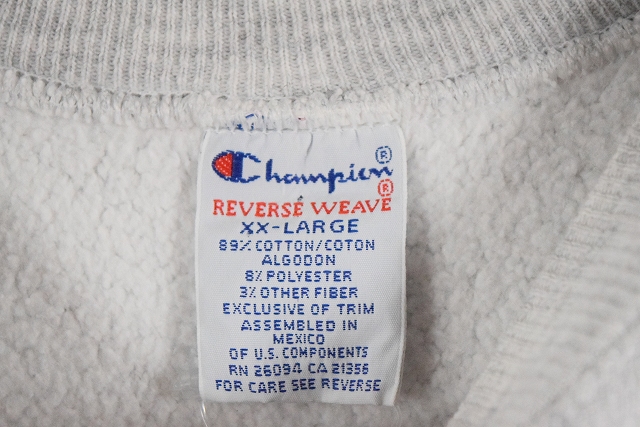 Champion®
REVERSE WEAVE®
XX-LARGE
89% COTTON/COTON
ALGODON
8% POLYESTER
3% OTHER FIBER
EXCLUSIVE OF TRIM
ASSEMBLED IN
MEXICO
OF U.S. COMPONENTS
RN 26094 CA 21356
FOR CARE SEE REVERSE